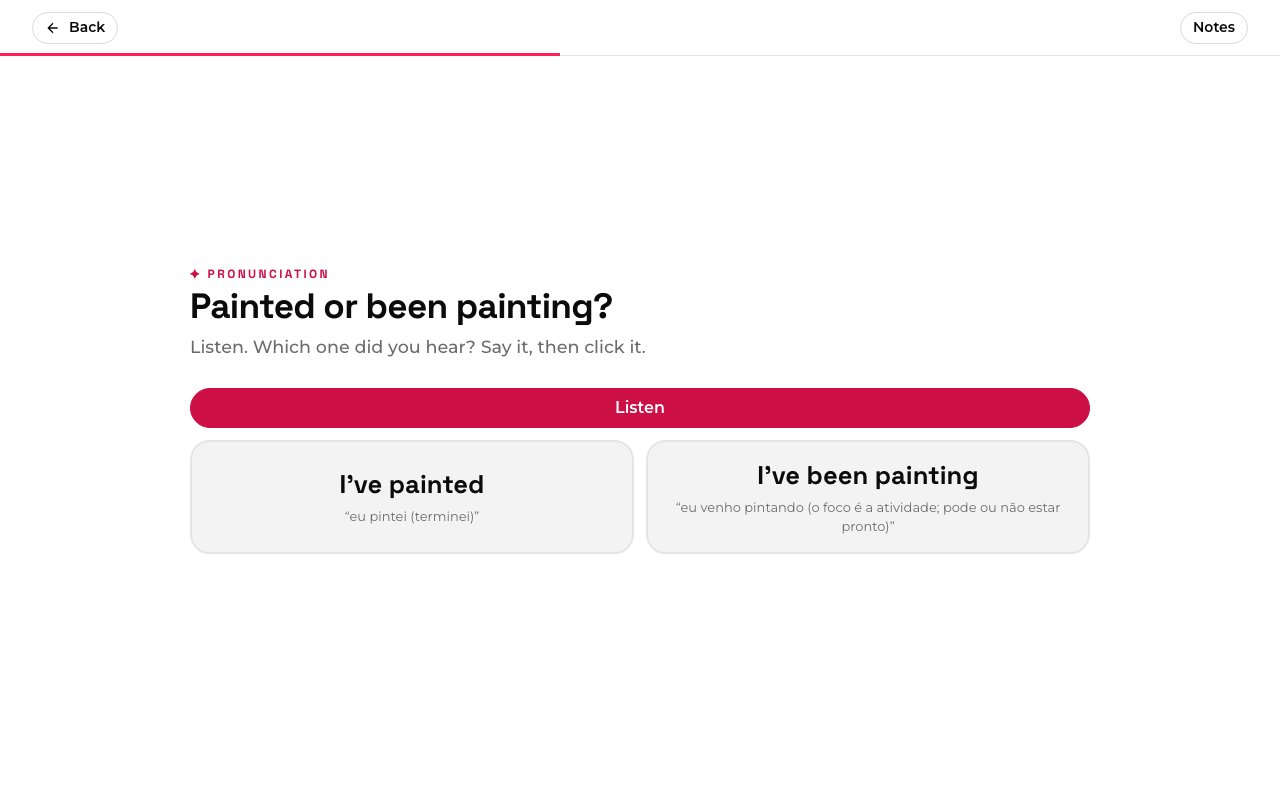 Back
Notes
PRONUNCIATION
Painted or been painting?
Listen. Which one did you hear? Say it, then click it.
Listen
I’ve painted
“eu pintei (terminei)”
I’ve been painting
“eu venho pintando (o foco é a atividade; pode ou não estar
pronto)”